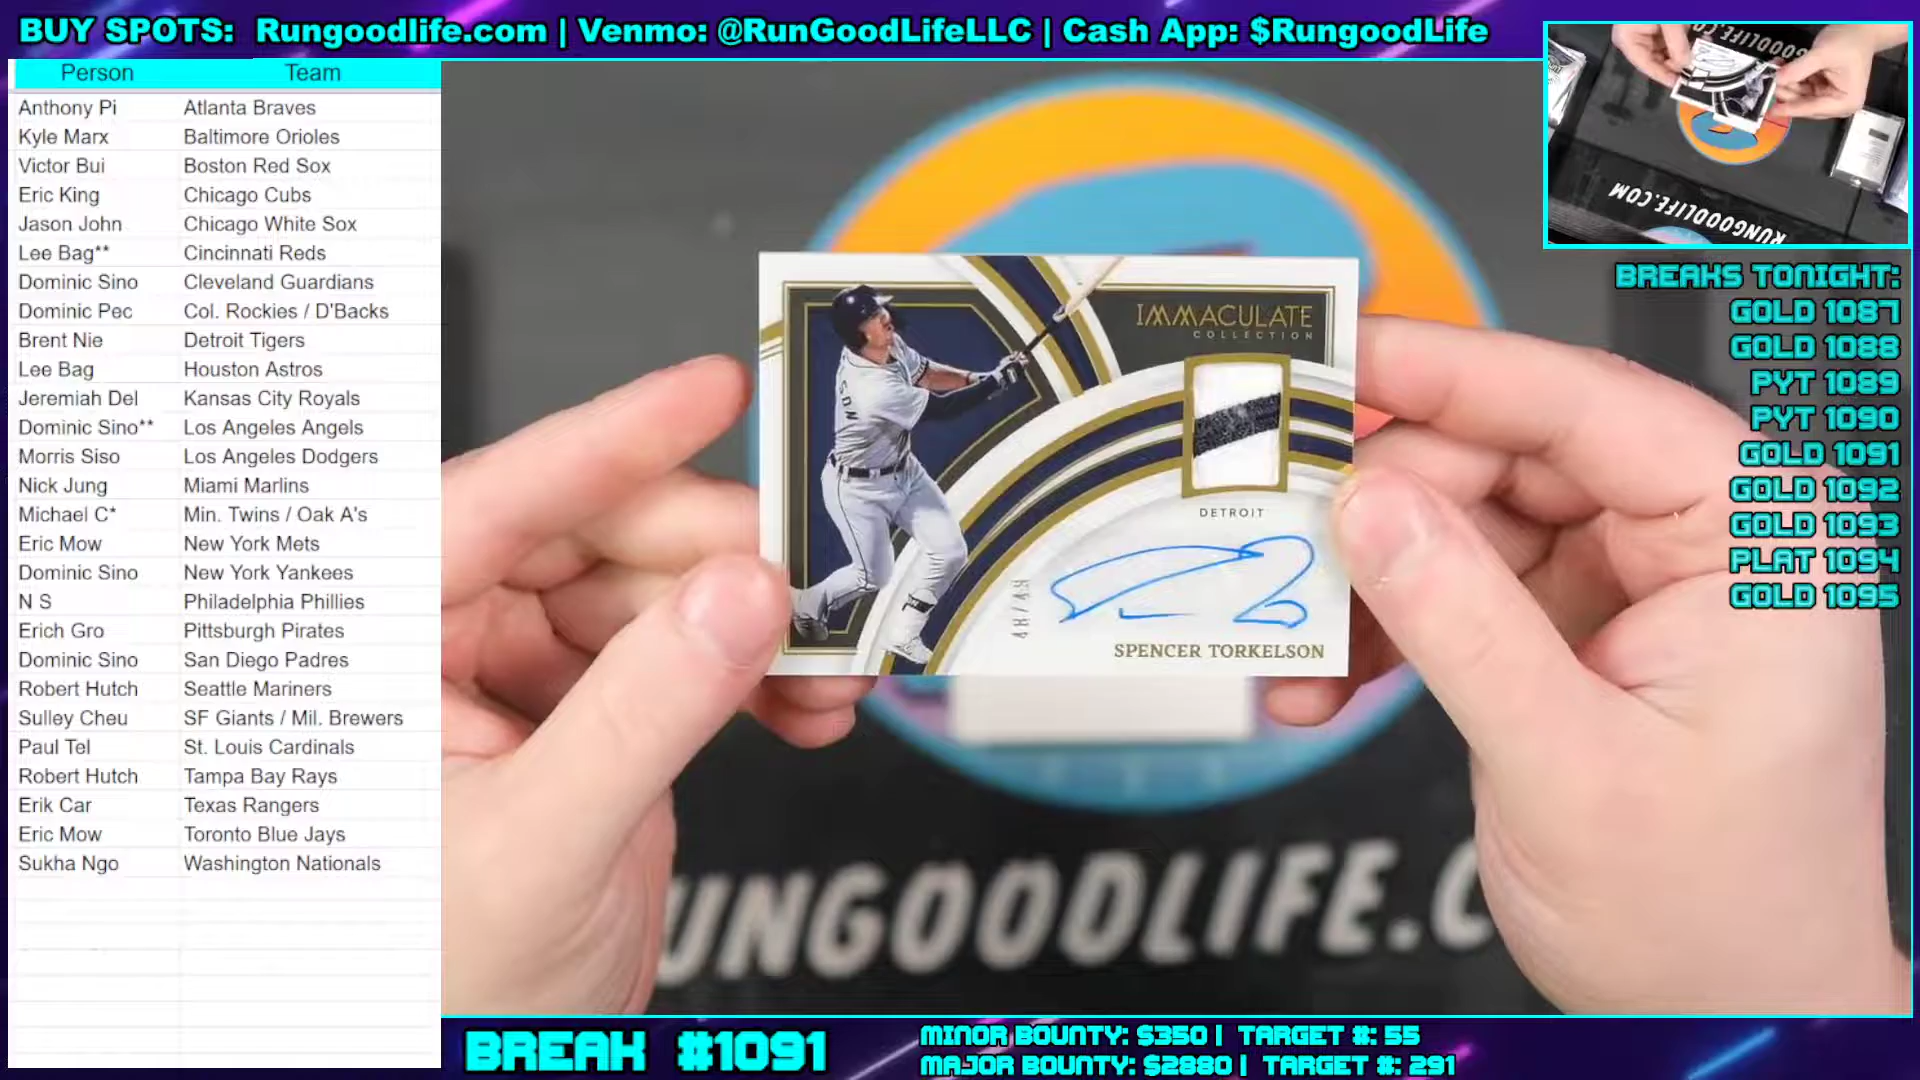 BUY SPOTS: Rungoodlife.com | Venmo: @RunGoodLifeLLC | Cash App: $RungoodLife
Person Team
Anthony Pi Atlanta Braves
Kyle Marx Baltimore Orioles
Victor Bui Boston Red Sox
Eric King Chicago Cubs
Jason John Chicago White Sox
Lee Bag** Cincinnati Reds
Dominic Sino Cleveland Guardians
Dominic Pec Col. Rockies / D'Backs
Brent Nie Detroit Tigers
Lee Bag Houston Astros
Jeremiah Del Kansas City Royals
Dominic Sino** Los Angeles Angels
Morris Siso Los Angeles Dodgers
Nick Jung Miami Marlins
Michael C* Min. Twins / Oak A's
Eric Mow New York Mets
Dominic Sino New York Yankees
N S Philadelphia Phillies
Erich Gro Pittsburgh Pirates
Dominic Sino San Diego Padres
Robert Hutch Seattle Mariners
Sulley Cheu SF Giants / Mil. Brewers
Paul Tel St. Louis Cardinals
Robert Hutch Tampa Bay Rays
Erik Car Texas Rangers
Eric Mow Toronto Blue Jays
Sukha Ngo Washington Nationals
IMMACULATE
COLLECTION
SON
DETROIT
48/49
SPENCER TORKELSON
UNGOODLIFE.C
RUNGOODLIFE.COM
BREAKS TONIGHT:
GOLD 1087
GOLD 1088
PYT 1089
PYT 1090
GOLD 1091
GOLD 1092
GOLD 1093
PLAT 1094
GOLD 1095
BREAK #1091
MINOR BOUNTY: $350 | TARGET #: 55
MAJOR BOUNTY: $2880 | TARGET #: 291